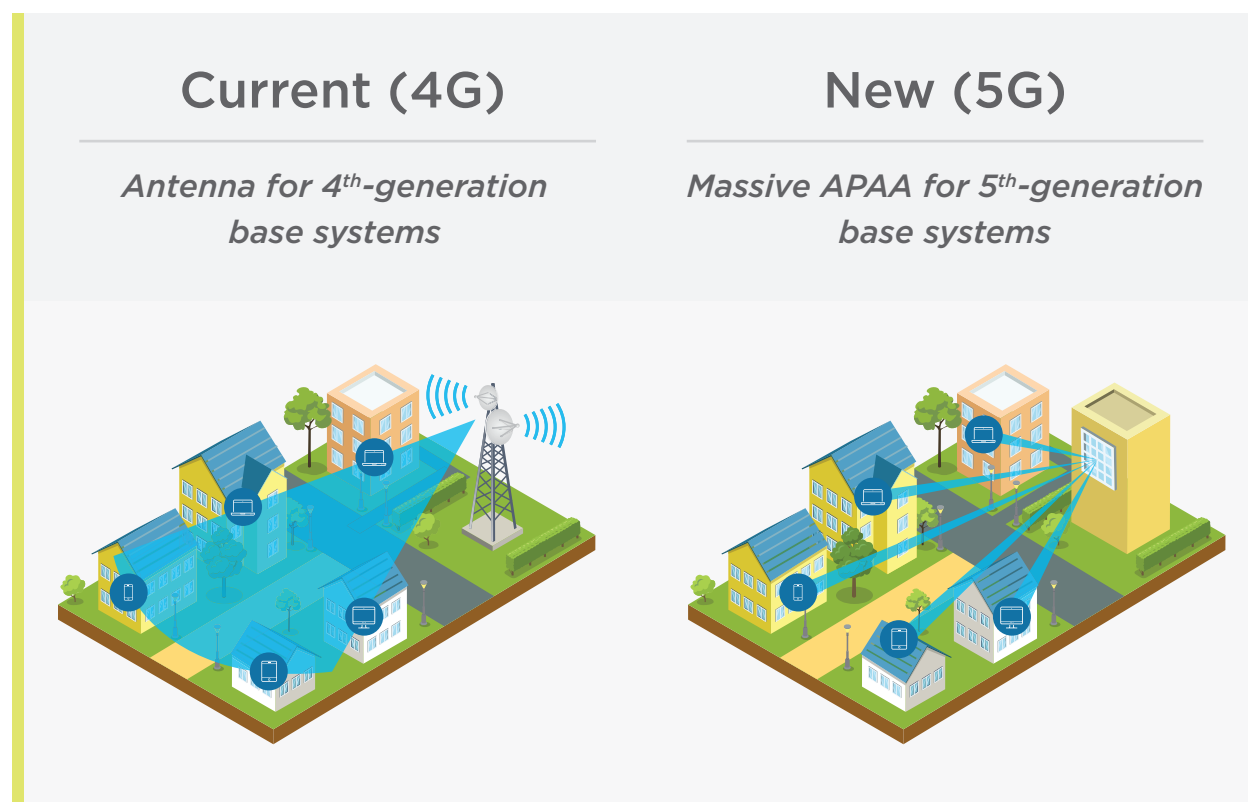 Current (4G)
Antenna for 4th-generation
base systems
New (5G)
Massive APAA for 5th-generation
base systems